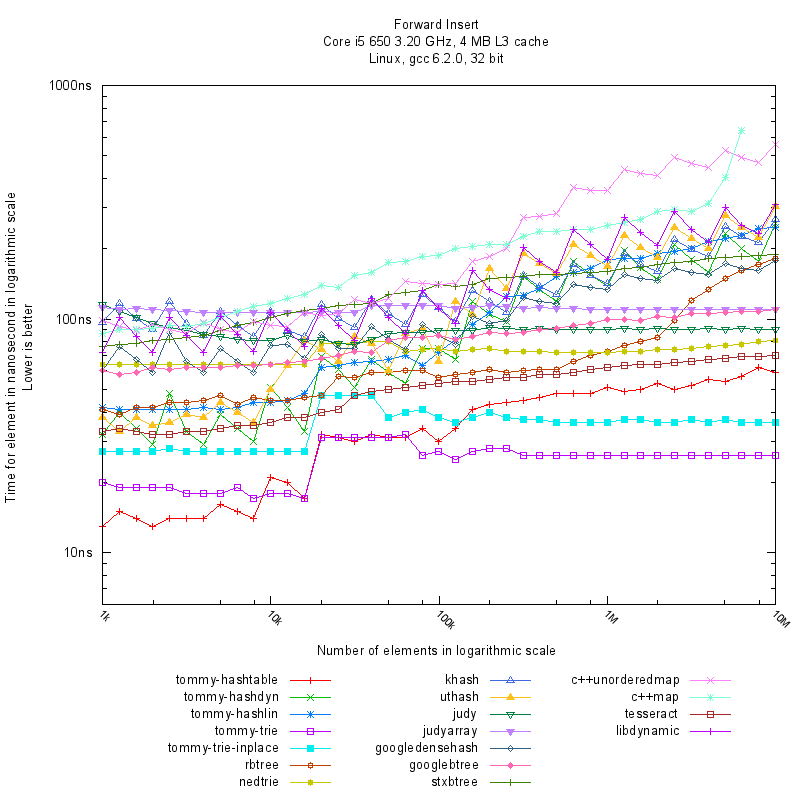 Forward Insert
Core i5 650 3.20 GHz, 4 MB L3 cache
Linux, gcc 6.2.0, 32 bit
1000ns
100ns
10ns
Time for element in nanosecond in logarithmic scale
Lower is better
1k
10k
100k
1M
10M
Number of elements in logarithmic scale
tommy-hashtable
tommy-hashdyn
tommy-hashlin
tommy-trie
tommy-trie-inplace
rbtree
nedtrie
khash
uthash
judy
judyarray
googledensehash
googlebtree
stxbtree
c++unorderedmap
c++map
tesseract
libdynamic